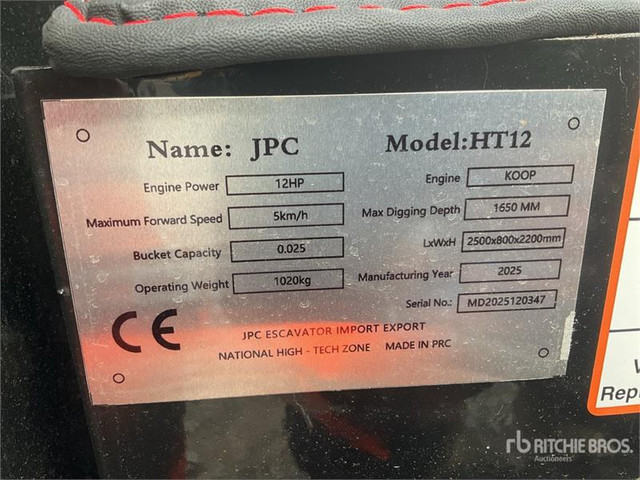 Name: JPC
Model:HT12
Engine Power 12HP
Engine KOOP
Maximum Forward Speed 5km/h
Max Digging Depth 1650 MM
Bucket Capacity 0.025
LxWxH 2500x800x2200mm
Operating Weight 1020kg
Manufacturing Year 2025
Serial No.: MD2025120347
CE
JPC ESCAVATOR IMPORT EXPORT
NATIONAL HIGH - TECH ZONE MADE IN PRC
rb RITCHIE BROS.
Auctioneers